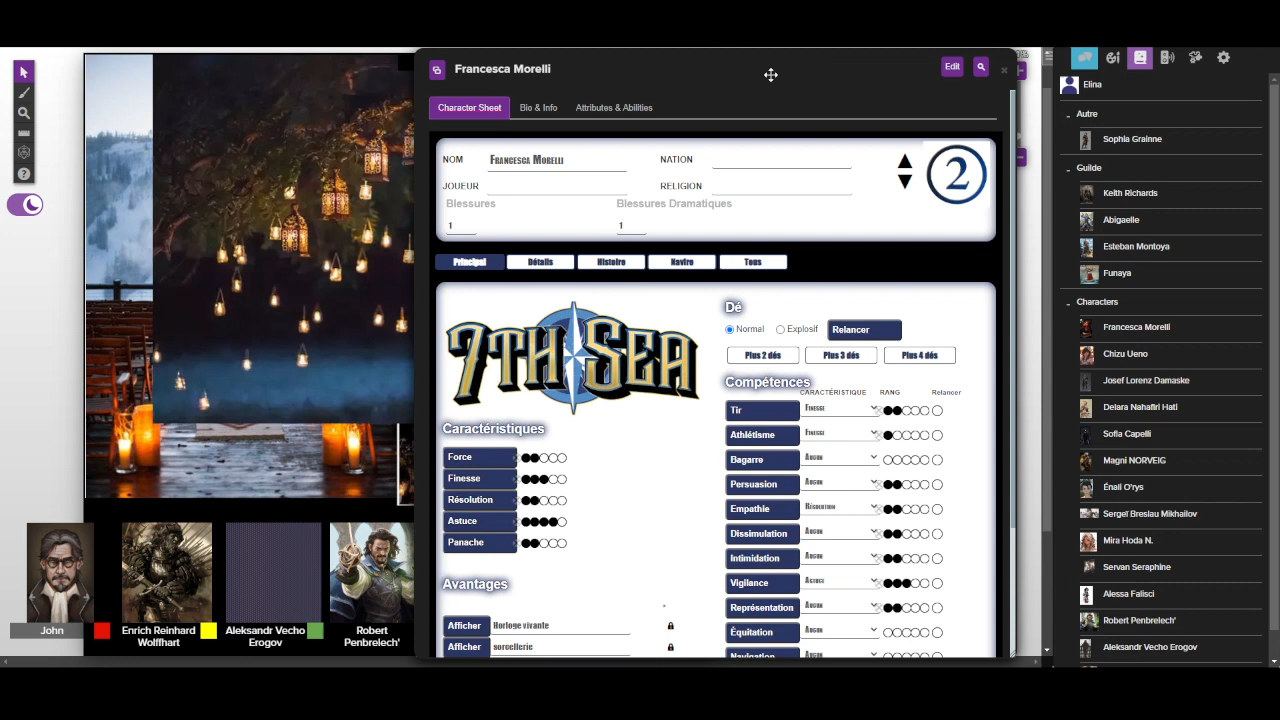 Francesca Morelli
Edit
Character Sheet
Bio & Info
Attributes & Abilities
NOM
Francesca Morelli
NATION
JOUEUR
RELIGION
Blessures
Blessures Dramatiques
1
1
2
Principal
Détails
Histoire
Navire
Tous
7TH SEA
Caractéristiques
Force
Finesse
Résolution
Astuce
Panache
Avantages
Afficher Horloge vivante
Afficher sorcellerie
Dé
Normal Explosif Relancer
Plus 2 dés Plus 3 dés Plus 4 dés
Compétences
CARACTÉRISTIQUE RANG Relancer
Tir Finesse
Athlétisme Finesse
Bagarre Aucun
Persuasion Aucun
Empathie Résolution
Dissimulation Aucun
Intimidation Aucun
Vigilance Astuce
Représentation Aucun
Équitation Aucun
Navigation Aucun
John
Enrich Reinhard
Wolffhart
Aleksandr Vecho
Erogov
Robert
Penbrelech'
Elina
Autre
Sophia Grainne
Guilde
Keith Richards
Abigaelle
Esteban Montoya
Funaya
Characters
Francesca Morelli
Chizu Ueno
Josef Lorenz Damaske
Delara Nahafiri Hati
Sofia Capelli
Magni NORVEIG
Énail O'rys
Sergeï Breslau Mikhailov
Mira Hoda N.
Servan Seraphine
Alessa Falisci
Robert Penbrelech'
Aleksandr Vecho Erogov